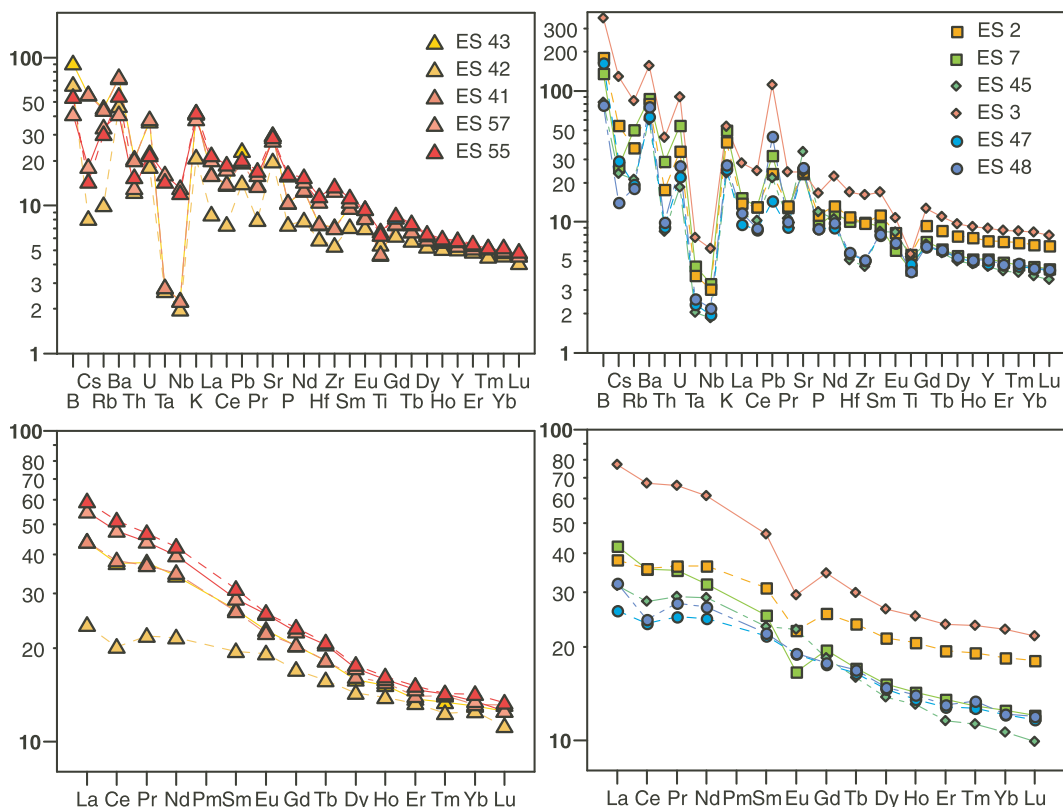 100
50
30
20
10
5
3
2
1
ES 43
ES 42
ES 41
ES 57
ES 55
Cs Ba U Nb La Pb Sr Nd Zr Eu Gd Dy Y Tm Lu
B Rb Th Ta K Ce Pr P Hf Sm Ti Tb Ho Er Yb
300
200
100
50
30
20
10
5
4
3
2
1
ES 2
ES 7
ES 45
ES 3
ES 47
ES 48
Cs Ba U Nb La Pb Sr Nd Zr Eu Gd Dy Y Tm Lu
B Rb Th Ta K Ce Pr P Hf Sm Ti Tb Ho Er Yb
100
80
70
60
50
40
30
20
10
La Ce Pr Nd PmSm Eu Gd Tb Dy Ho Er Tm Yb Lu
100
80
70
60
50
40
30
20
10
La Ce Pr Nd PmSm Eu Gd Tb Dy Ho Er Tm Yb Lu